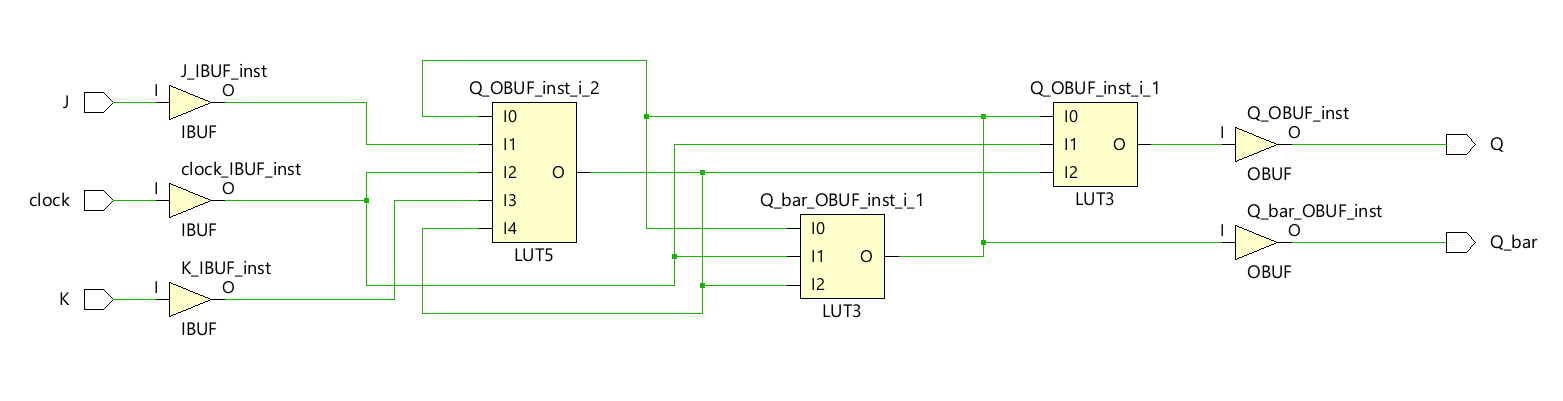 J
I
J_IBUF_inst
O
IBUF
clock
I
clock_IBUF_inst
O
IBUF
K
I
K_IBUF_inst
O
IBUF
Q_OBUF_inst_i_2
I0
I1
I2
I3
I4
O
LUT5
Q_bar_OBUF_inst_i_1
I0
I1
I2
O
LUT3
Q_OBUF_inst_i_1
I0
I1
I2
O
LUT3
Q_OBUF_inst
I
O
OBUF
Q
Q_bar_OBUF_inst
I
O
OBUF
Q_bar